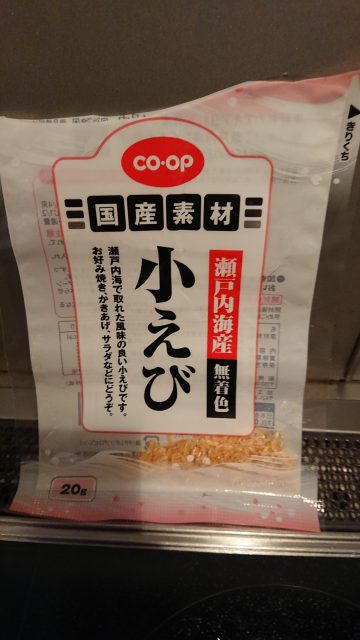 きりくち
co·op
国産素材
瀬戸内海産
無着色
小えび
瀬戸内海で取れた風味の良い小えびです。
お好み焼き、かきあげ、サラダなどにどうぞ。
20g